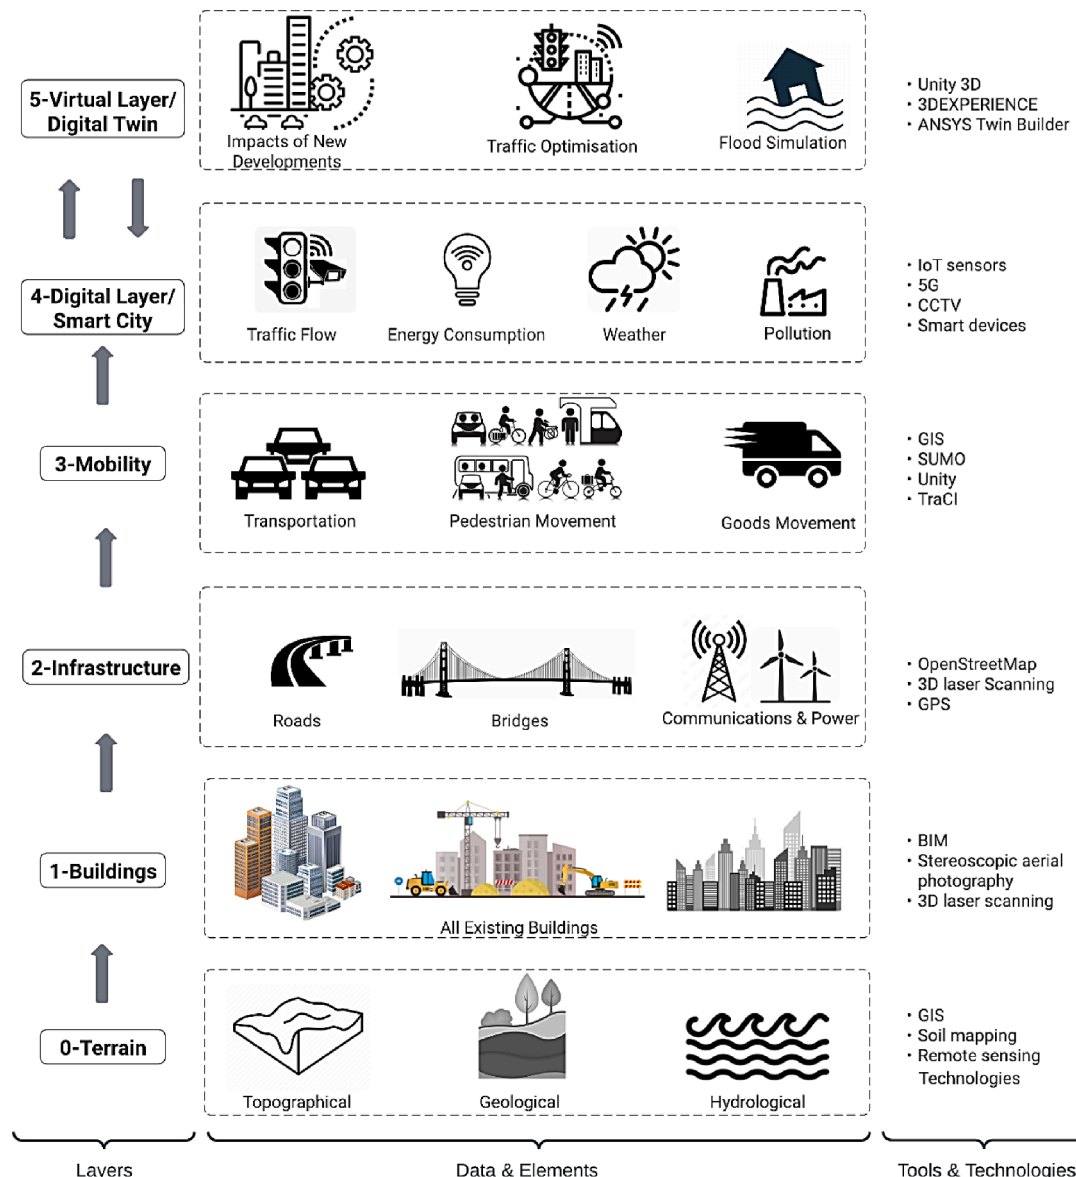 5-Virtual Layer/
Digital Twin
Impacts of New
Developments
Traffic Optimisation
Flood Simulation
• Unity 3D
• 3DEXPERIENCE
• ANSYS Twin Builder
4-Digital Layer/
Smart City
Traffic Flow
Energy Consumption
Weather
Pollution
• IoT sensors
• 5G
• CCTV
• Smart devices
3-Mobility
Transportation
Pedestrian Movement
Goods Movement
• GIS
• SUMO
• Unity
• TraCI
2-Infrastructure
Roads
Bridges
Communications & Power
• OpenStreetMap
• 3D laser Scanning
• GPS
1-Buildings
All Existing Buildings
• BIM
• Stereoscopic aerial
photography
• 3D laser scanning
0-Terrain
Topographical
Geological
Hydrological
• GIS
• Soil mapping
• Remote sensing
Technologies
Layers
Data & Elements
Tools & Technologies